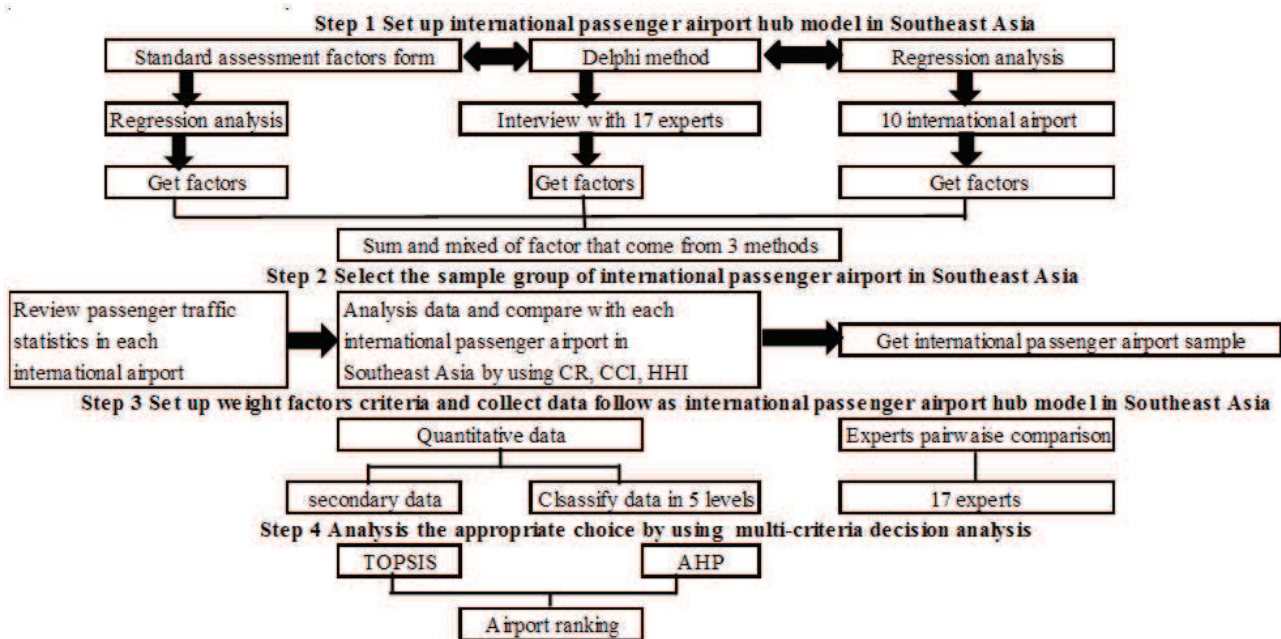 Step 1 Set up international passenger airport hub model in Southeast Asia
Standard assessment factors form
Delphi method
Regression analysis
Regression analysis
Interview with 17 experts
10 international airport
Get factors
Get factors
Get factors
Sum and mixed of factor that come from 3 methods
Step 2 Select the sample group of international passenger airport in Southeast Asia
Review passenger traffic
statistics in each
international airport
Analysis data and compare with each
international passenger airport in
Southeast Asia by using CR, CCI, HHI
Get international passenger airport sample
Step 3 Set up weight factors criteria and collect data follow as international passenger airport hub model in Southeast Asia
Quantitative data
Experts pairwaise comparison
secondary data
Clsassify data in 5 levels
17 experts
Step 4 Analysis the appropriate choice by using multi-criteria decision analysis
TOPSIS
AHP
Airport ranking